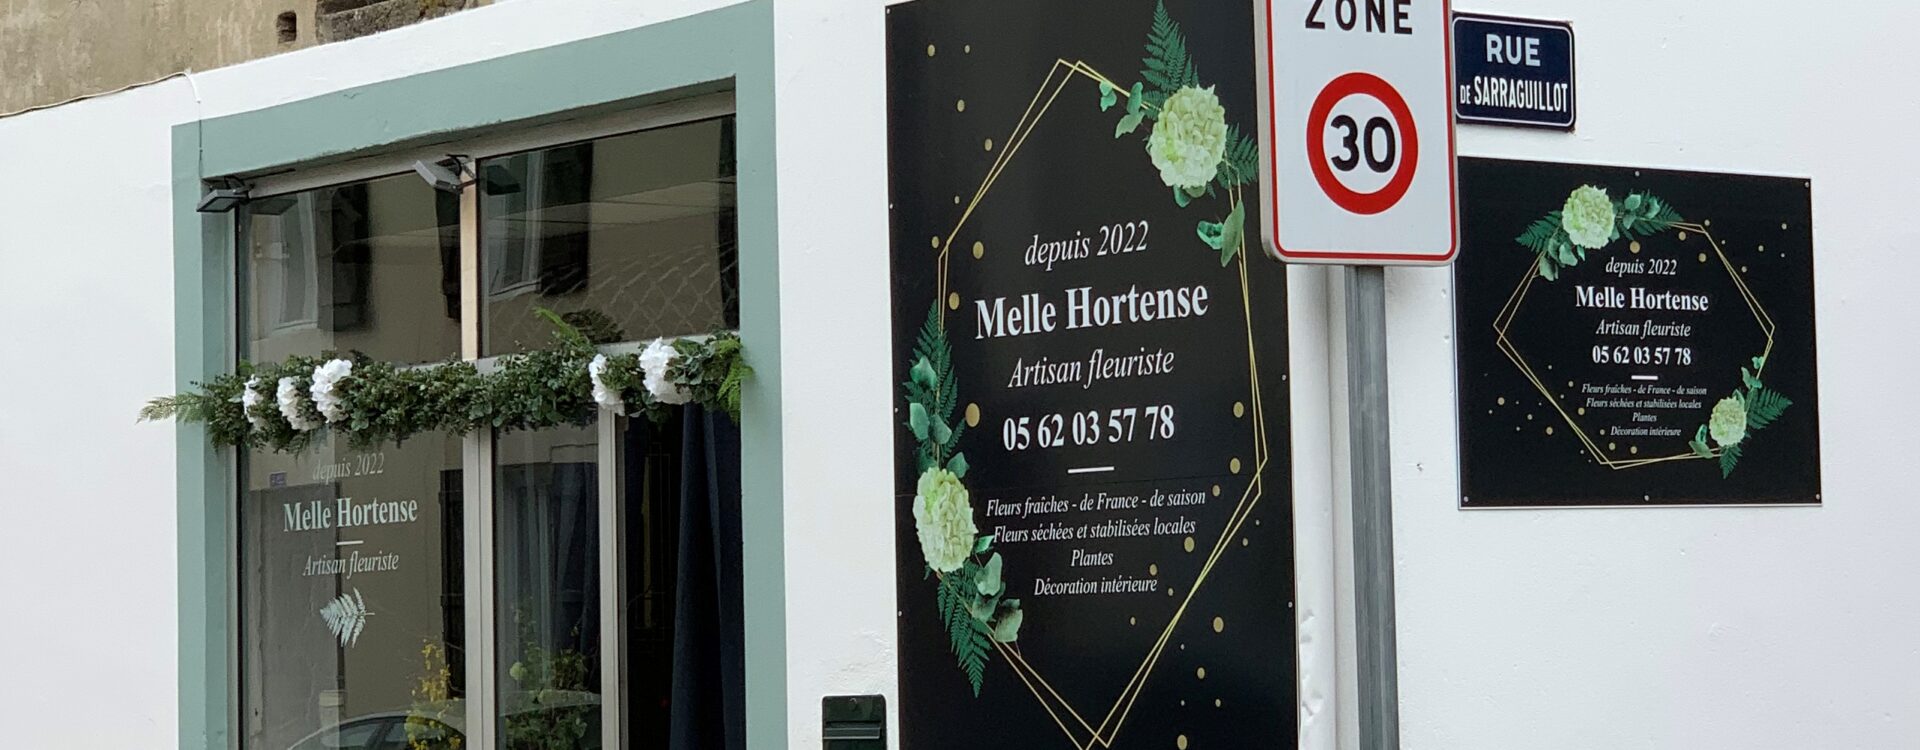 depuis 2022
Melle Hortense
Artisan fleuriste
depuis 2022
Melle Hortense
Artisan fleuriste
05 62 03 57 78
Fleurs fraîches - de France - de saison
Fleurs séchées et stabilisées locales
Plantes
Décoration intérieure
ZONE
30
RUE
DE SARRAGUILLOT
depuis 2022
Melle Hortense
Artisan fleuriste
05 62 03 57 78
Fleurs fraîches - de France - de saison
Fleurs séchées et stabilisées locales
Plantes
Décoration intérieure